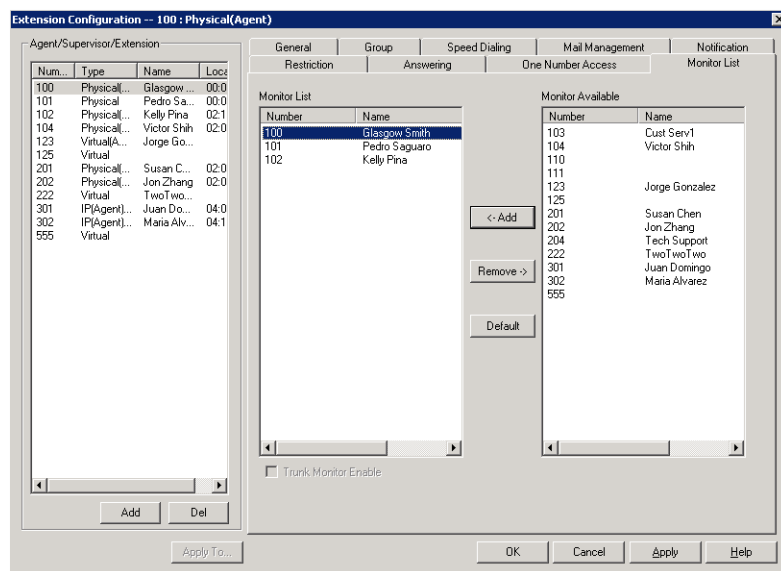 Extension Configuration -- 100 : Physical(Agent)
Agent/Supervisor/Extension
Num... Type Name Loca
100 Physical(... Glasgow ... 00:0
101 Physical Pedro Sa... 00:0
102 Physical(... Kelly Pina 02:1
104 Physical(... Victor Shih 02:0
123 Virtual(A... Jorge Go...
125 Virtual
201 Physical(... Susan C... 02:0
202 Physical(... Jon Zhang 02:0
222 Virtual TwoTwo...
301 IP(Agent)... Juan Do... 04:0
302 IP(Agent)... Maria Alv... 04:1
555 Virtual
Add Del
General Group Speed Dialing Mail Management Notification
Restriction Answering One Number Access Monitor List
Monitor List
Number Name
100 Glasgow Smith
101 Pedro Saguaro
102 Kelly Pina
<- Add
Remove ->
Default
Monitor Available
Number Name
103 Cust Serv1
104 Victor Shih
110
111
123 Jorge Gonzalez
125
201 Susan Chen
202 Jon Zhang
204 Tech Support
222 TwoTwoTwo
301 Juan Domingo
302 Maria Alvarez
555
Trunk Monitor Enable
Apply To... OK Cancel Apply Help